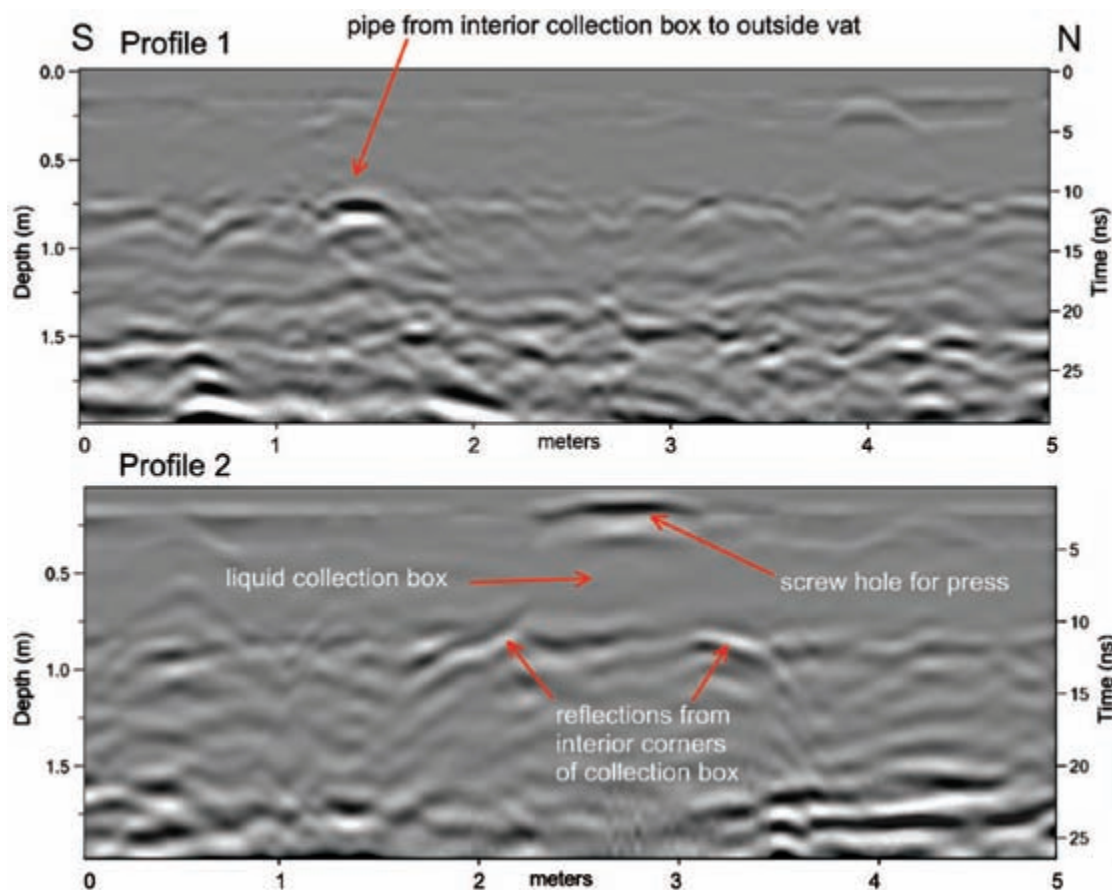 S Profile 1 pipe from interior collection box to outside vat N
0.0
0.5
1.0
1.5
Depth (m)
0
5
10
15
20
25
Time (ns)
0 1 2 meters 3 4 5
Profile 2
0.5
1.0
1.5
Depth (m)
5
10
15
20
25
Time (ns)
liquid collection box
screw hole for press
reflections from
interior corners
of collection box
0 1 2 meters 3 4 5